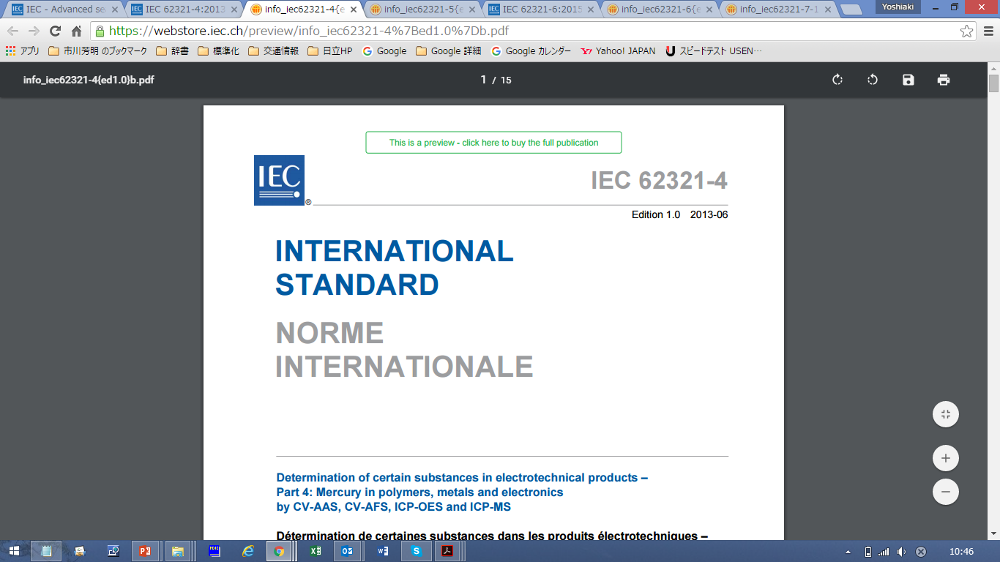 IEC - Advanced se
IEC 62321-4:2013
info_iec62321-4{e
info_iec62321-5{e
IEC 62321-6:2015
info_iec62321-6{e
info_iec62321-7-1
Yoshiaki
https://webstore.iec.ch/preview/info_iec62321-4%7Bed1.0%7Db.pdf
アプリ
市川芳明 のブックマーク
辞書
標準化
交通情報
日立HP
Google
Google 詳細
Google カレンダー
Yahoo! JAPAN
スピードテスト USEN…
info_iec62321-4{ed1.0}b.pdf
1 / 15
This is a preview - click here to buy the full publication
IEC
®
IEC 62321-4
Edition 1.0 2013-06
INTERNATIONAL
STANDARD
NORME
INTERNATIONALE
Determination of certain substances in electrotechnical products –
Part 4: Mercury in polymers, metals and electronics
by CV-AAS, CV-AFS, ICP-OES and ICP-MS
Détermination de certaines substances dans les produits électrotechniques –
10:46